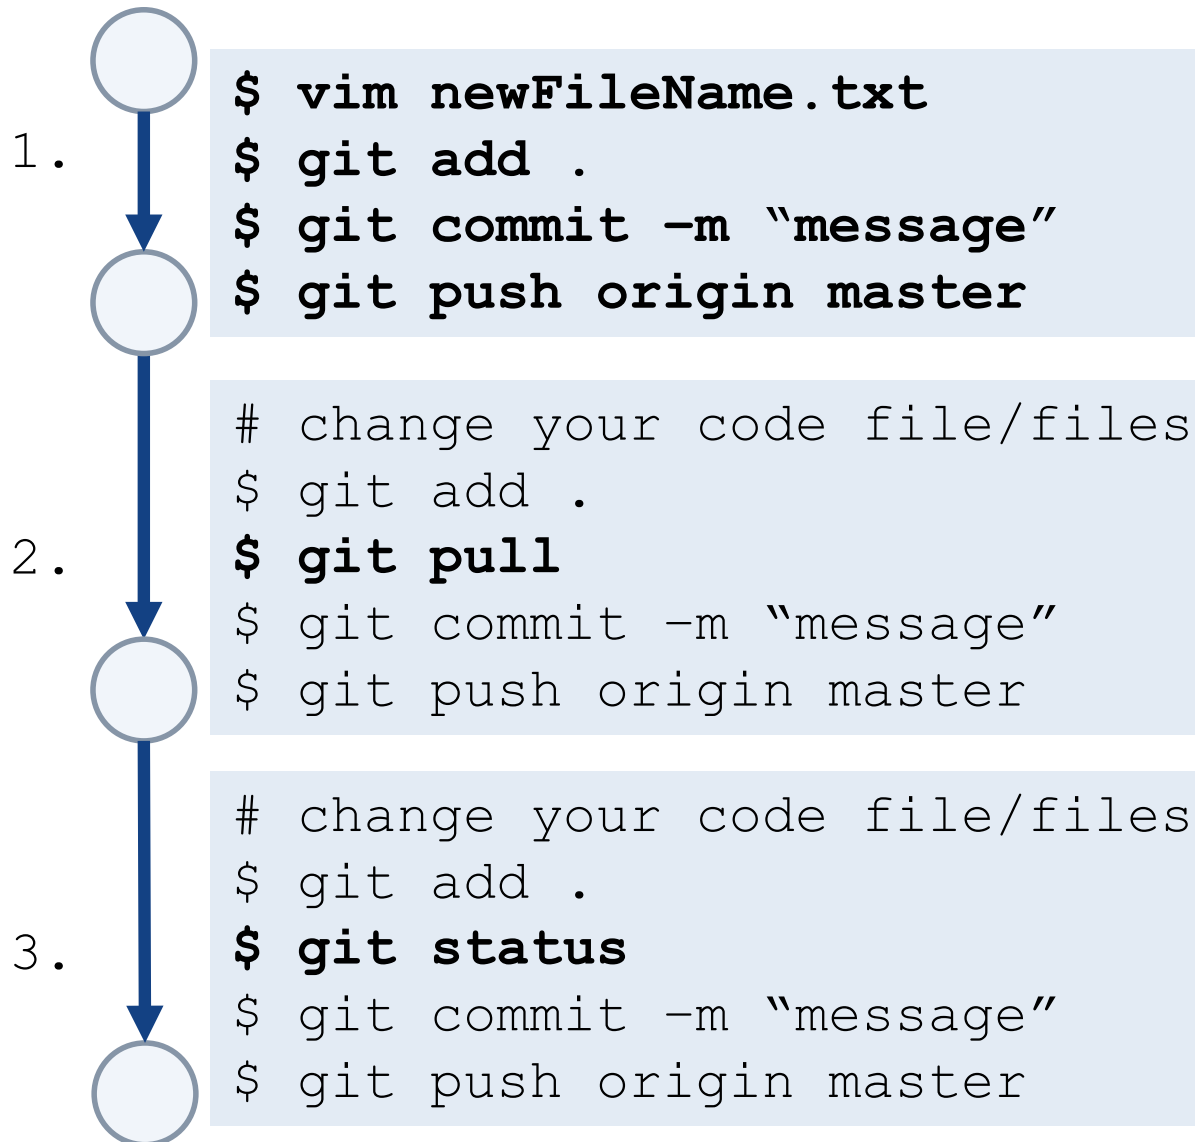 1.
$ vim newFileName.txt
$ git add .
$ git commit –m “message”
$ git push origin master
2.
# change your code file/files
$ git add .
$ git pull
$ git commit –m “message”
$ git push origin master
3.
# change your code file/files
$ git add .
$ git status
$ git commit –m “message”
$ git push origin master